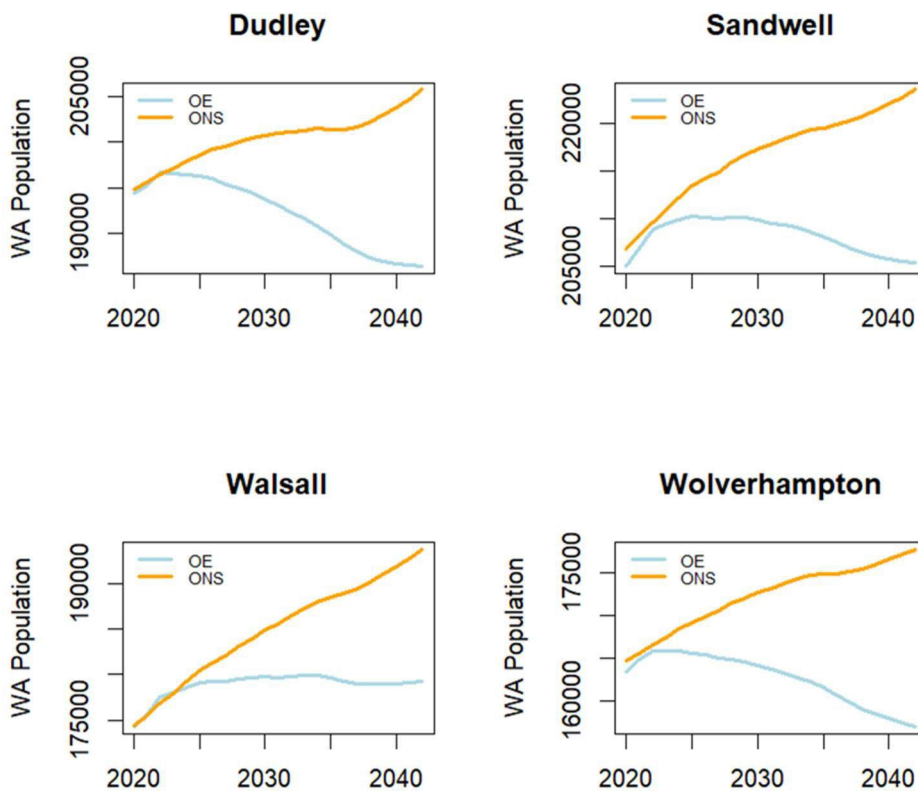 Dudley
WA Population
205000
190000
OE
ONS
2020 2030 2040
Sandwell
WA Population
220000
205000
OE
ONS
2020 2030 2040
Walsall
WA Population
190000
175000
OE
ONS
2020 2030 2040
Wolverhampton
WA Population
175000
160000
OE
ONS
2020 2030 2040